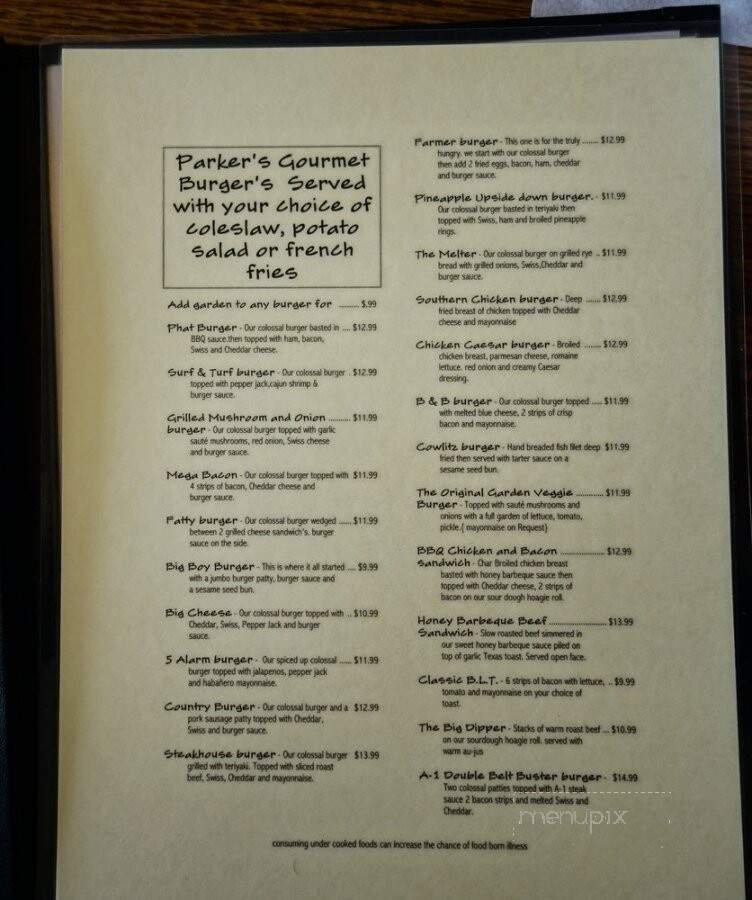 Parker's Gourmet
Burger's Served
with your choice of
coleslaw, potato
salad or french
fries
Add garden to any burger for ......... $.99
Phat Burger - Our colossal burger basted in .... $12.99
BBQ sauce.then topped with ham, bacon,
Swiss and Cheddar cheese.
Surf & Turf burger - Our colossal burger . $12.99
topped with pepper jack,cajun shrimp &
burger sauce.
Grilled Mushroom and Onion .......... $11.99
burger - Our colossal burger topped with garlic
sauté mushrooms, red onion, Swiss cheese
and burger sauce.
Mega Bacon - Our colossal burger topped with $11.99
4 strips of bacon, Cheddar cheese and
burger sauce.
Fatty burger - Our colossal burger wedged ...... $11.99
between 2 grilled cheese sandwich's. burger
sauce on the side.
Big Boy Burger - This is where it all started .... $9.99
with a jumbo burger patty, burger sauce and
a sesame seed bun.
Big Cheese - Our colossal burger topped with .. $10.99
Cheddar, Swiss, Pepper Jack and burger
sauce.
5 Alarm burger - Our spiced up colossal ...... $11.99
burger topped with jalapenos, pepper jack
and habañero mayonnaise.
Country Burger - Our colossal burger and a $12.99
pork sausage patty topped with Cheddar,
Swiss and burger sauce.
Steakhouse burger - Our colossal burger $13.99
grilled with teriyaki. Topped with sliced roast
beef, Swiss, Cheddar and mayonnaise.
Farmer burger - This one is for the truly ....... $12.99
hungry. we start with our colossal burger
then add 2 fried eggs, bacon, ham, cheddar
and burger sauce.
Pineapple Upside down burger. - $11.99
Our colossal burger basted in teriyaki then
topped with Swiss, ham and broiled pineapple
rings.
The Melter - Our colossal burger on grilled rye .. $11.99
bread with grilled onions, Swiss,Cheddar and
burger sauce.
Southern Chicken burger - Deep ....... $12.99
fried breast of chicken topped with Cheddar
cheese and mayonnaise
Chicken Caesar burger - Broiled ........ $12.99
chicken breast, parmesan cheese, romaine
lettuce. red onion and creamy Caesar
dressing.
B & B burger - Our colossal burger topped ..... $11.99
with melted blue cheese, 2 strips of crisp
bacon and mayonnaise.
Cowlitz burger - Hand breaded fish filet deep $11.99
fried then served with tarter sauce on a
sesame seed bun.
The Original Garden Veggie ............ $11.99
Burger - Topped with sauté mushrooms and
onions with a full garden of lettuce, tomato,
pickle.{ mayonnaise on Request}
BBQ Chicken and Bacon ...................... $12.99
sandwich - Char Broiled chicken breast
basted with honey barbeque sauce then
topped with Cheddar cheese, 2 strips of
bacon on our sour dough hoagie roll.
Honey Barbeque Beef ........................... $13.99
Sandwich - Slow roasted beef simmered in
our sweet honey barbeque sauce piled on
top of garlic Texas toast. Served open face.
Classic B.L.T. - 6 strips of bacon with lettuce, .. $9.99
tomato and mayonnaise on your choice of
toast.
The Big Dipper - Stacks of warm roast beef ... $10.99
on our sourdough hoagie roll. served with
warm au-jus
A-1 Double Belt Buster burger - $14.99
Two colossal patties topped with A-1 steak
sauce 2 bacon strips and melted Swiss and
Cheddar.
menupix
consuming under cooked foods can increase the chance of food born illness